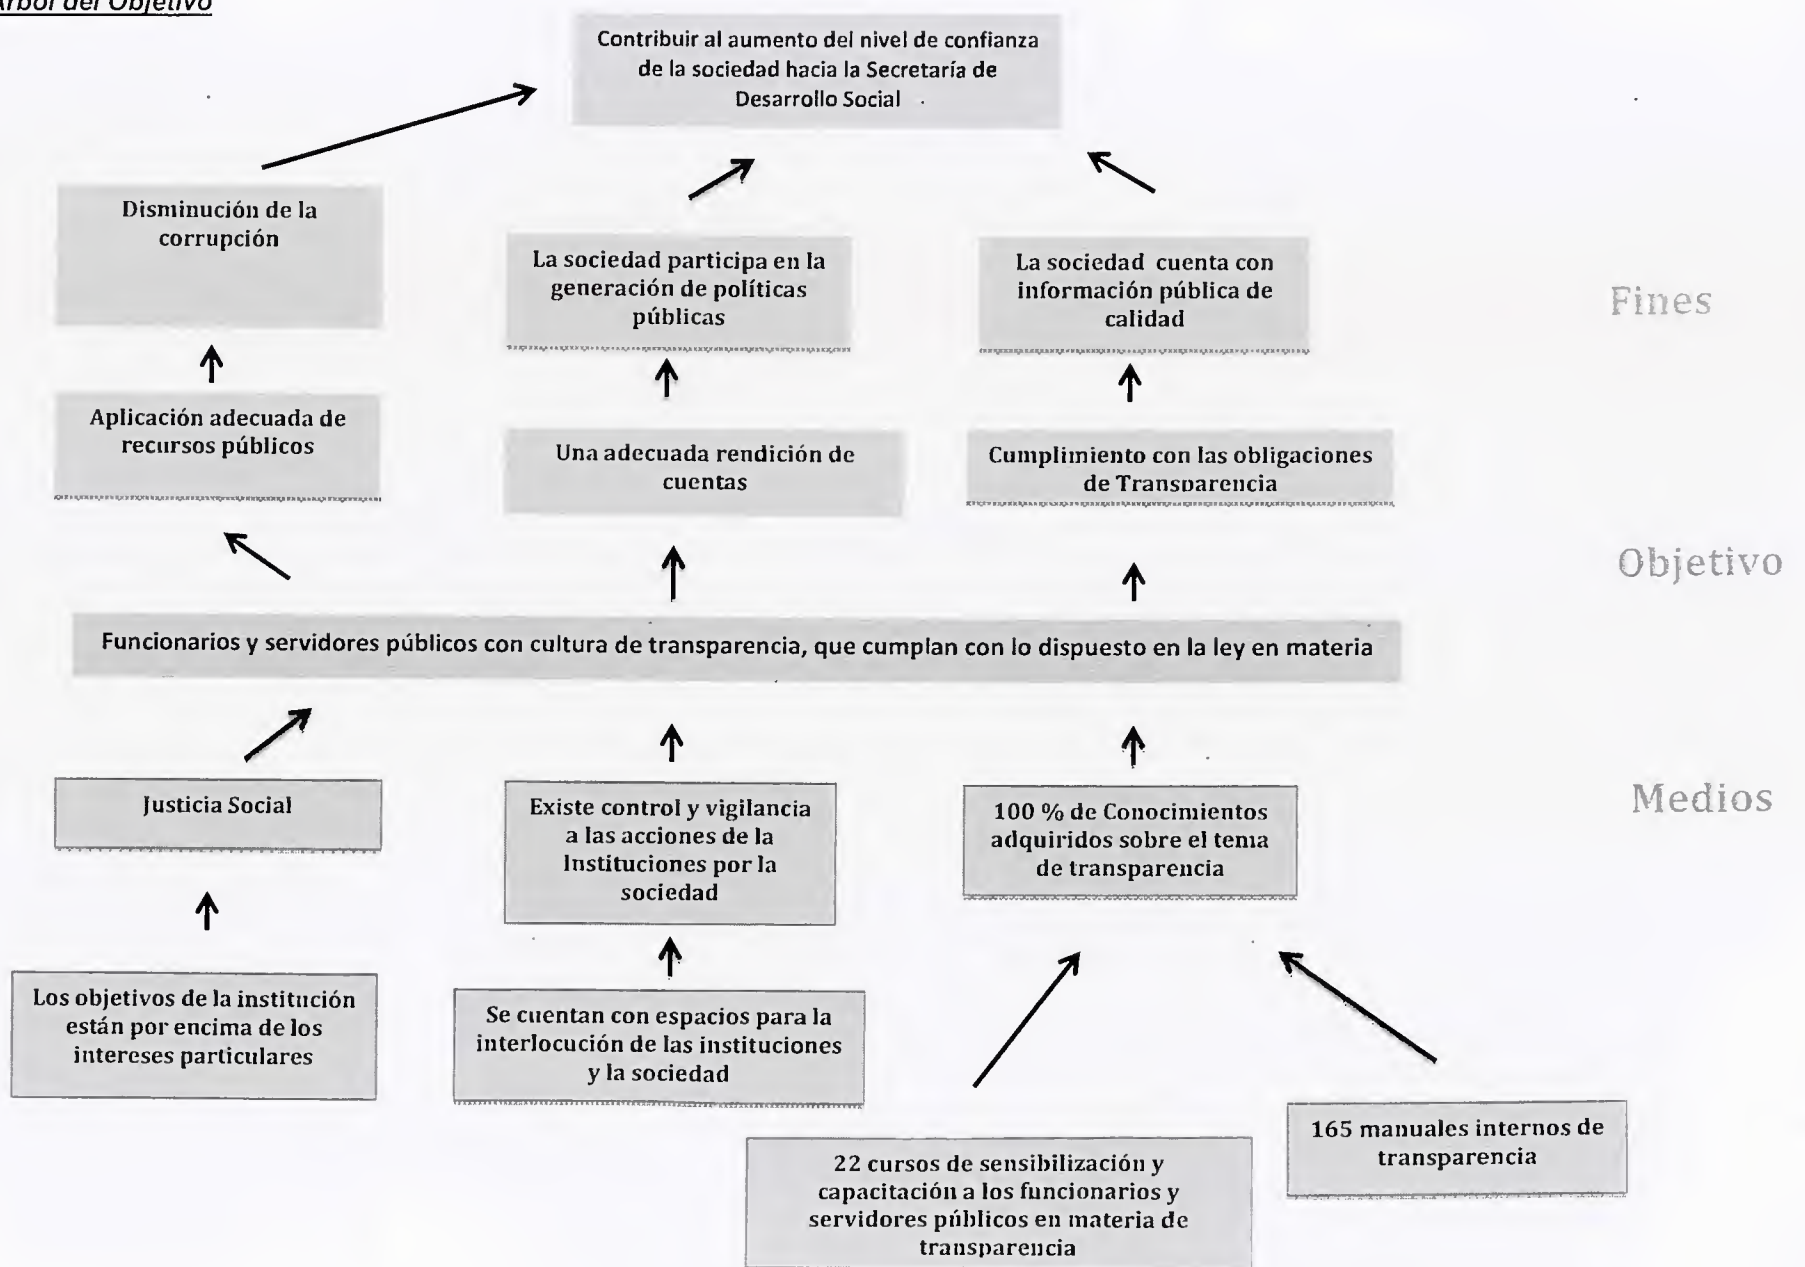 Árbol del Objetivo
Contribuir al aumento del nivel de confianza
de la sociedad hacia la Secretaría de
Desarrollo Social
Disminución de la
corrupción
La sociedad participa en la
generación de políticas
públicas
La sociedad cuenta con
información pública de
calidad
Fines
Aplicación adecuada de
recursos públicos
Una adecuada rendición de
cuentas
Cumplimiento con las obligaciones
de Transparencia
Objetivo
Funcionarios y servidores públicos con cultura de transparencia, que cumplan con lo dispuesto en la ley en materia
Justicia Social
Existe control y vigilancia
a las acciones de la
Instituciones por la
sociedad
100 % de Conocimientos
adquiridos sobre el tema
de transparencia
Medios
Los objetivos de la institución
están por encima de los
intereses particulares
Se cuentan con espacios para la
interlocución de las instituciones
y la sociedad
22 cursos de sensibilización y
capacitación a los funcionarios y
servidores públicos en materia de
transparencia
165 manuales internos de
transparencia